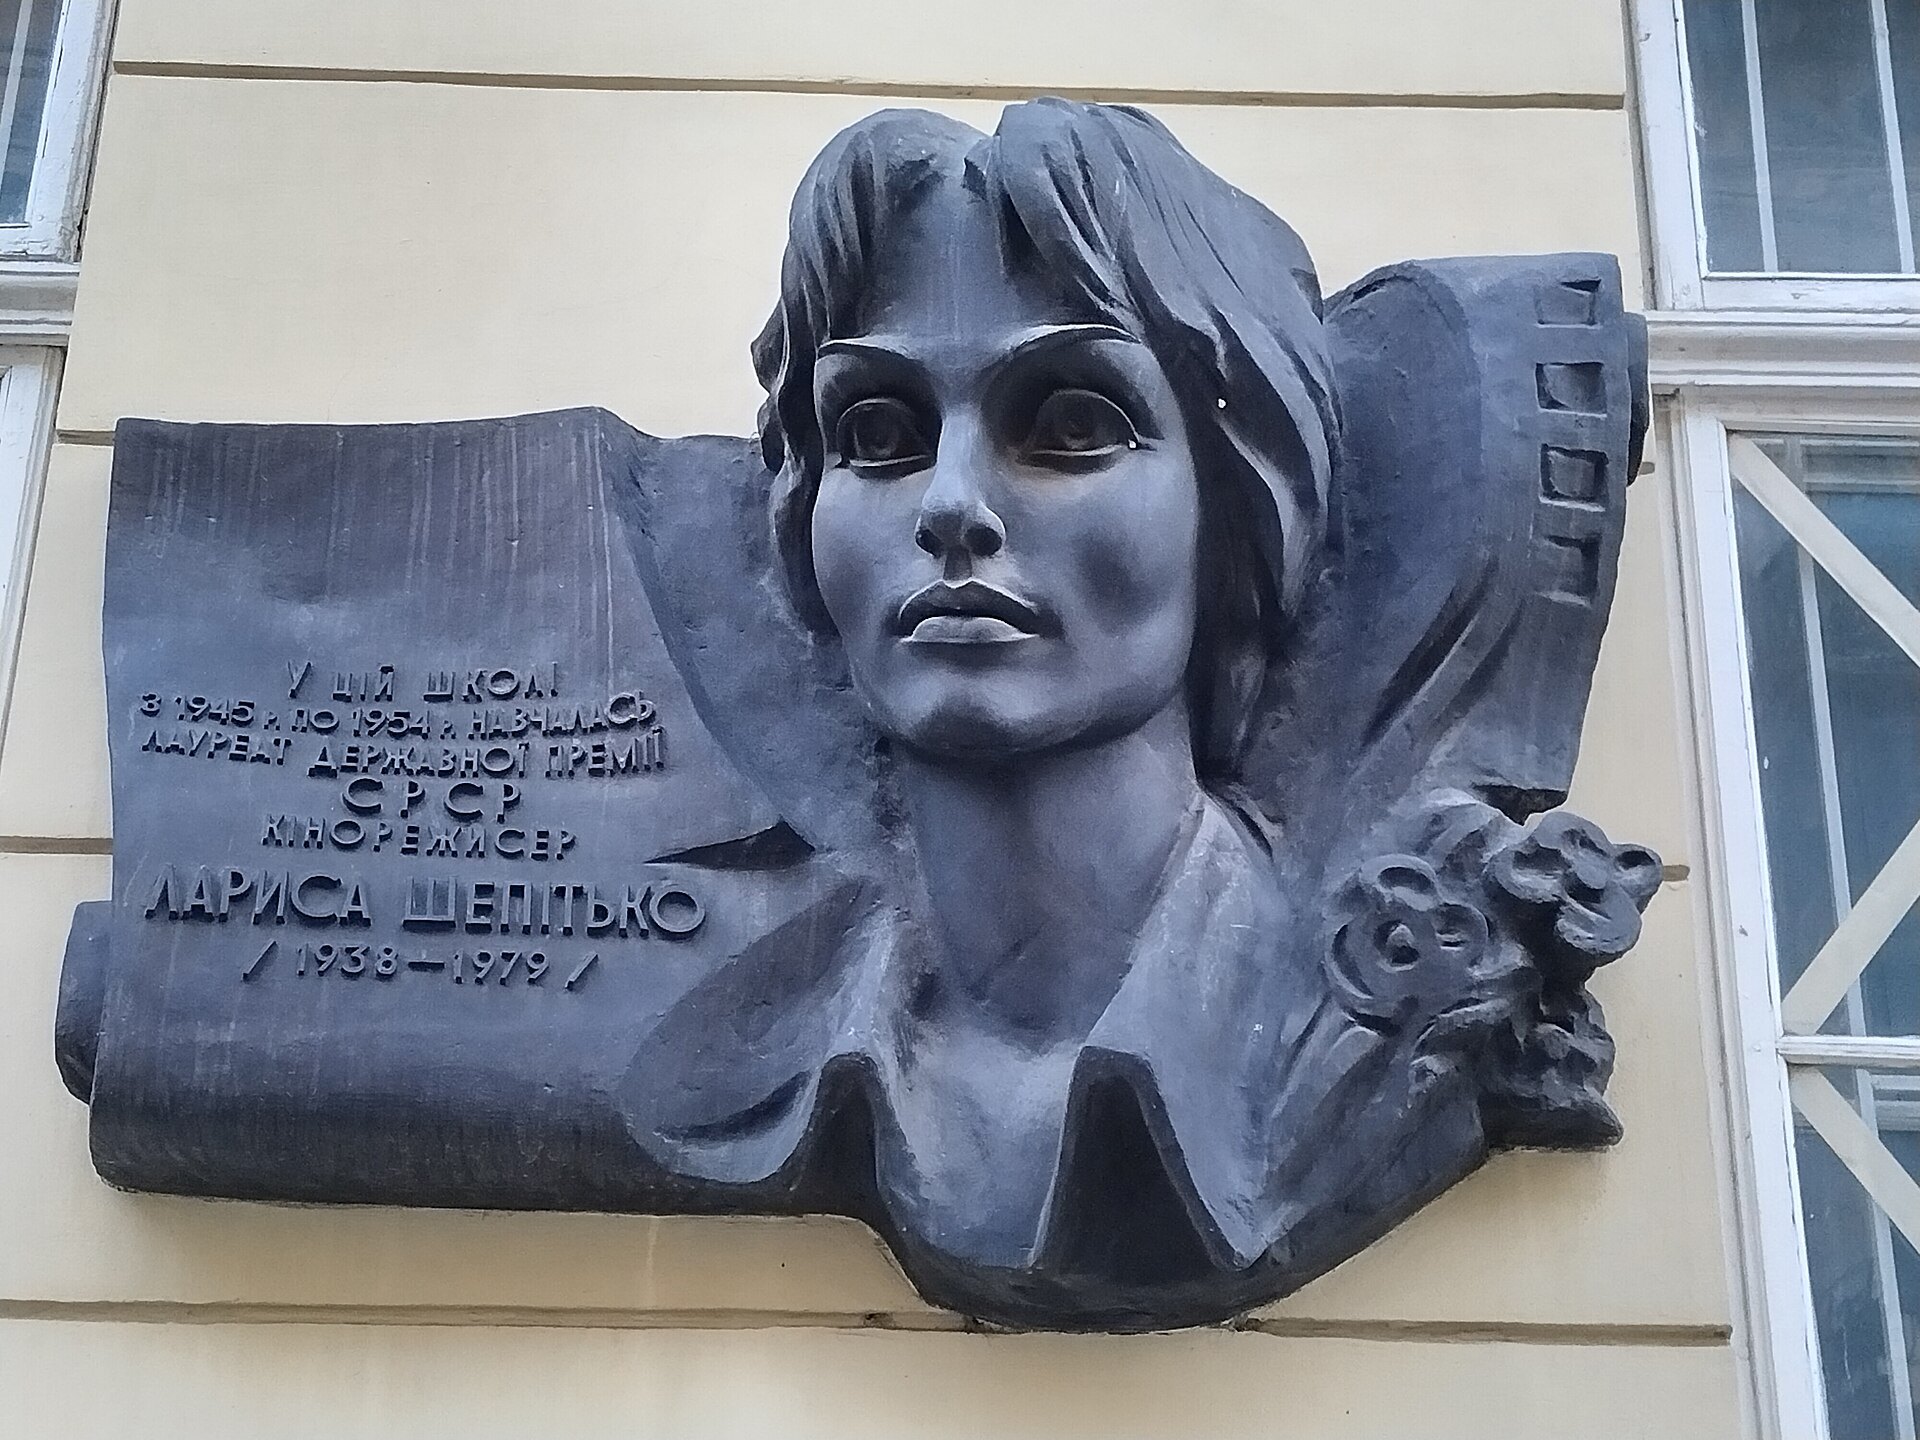 У ЦІЙ ШКОЛІ
З 1945 р. ПО 1954 р. НАВЧАЛАСЬ
ЛАУРЕАТ ДЕРЖАВНОЇ ПРЕМІЇ
СРСР
КІНОРЕЖИСЕР
ЛАРИСА ШЕПІТЬКО
/ 1938—1979 /